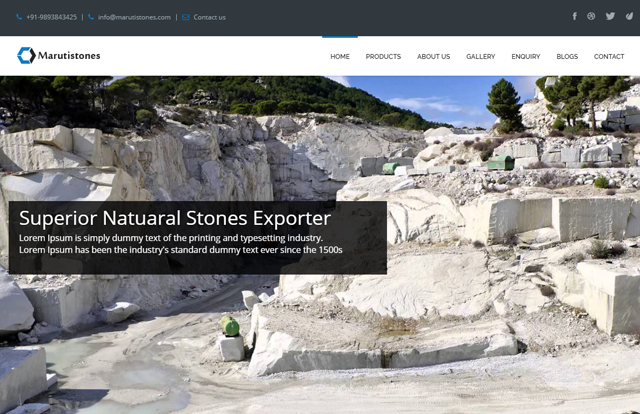 +91-9893843425 | info@marutistones.com | Contact us
Marutistones
HOME PRODUCTS ABOUT US GALLERY ENQUIRY BLOGS CONTACT
Superior Natuaral Stones Exporter
Lorem Ipsum is simply dummy text of the printing and typesetting industry.
Lorem Ipsum has been the industry's standard dummy text ever since the 1500s